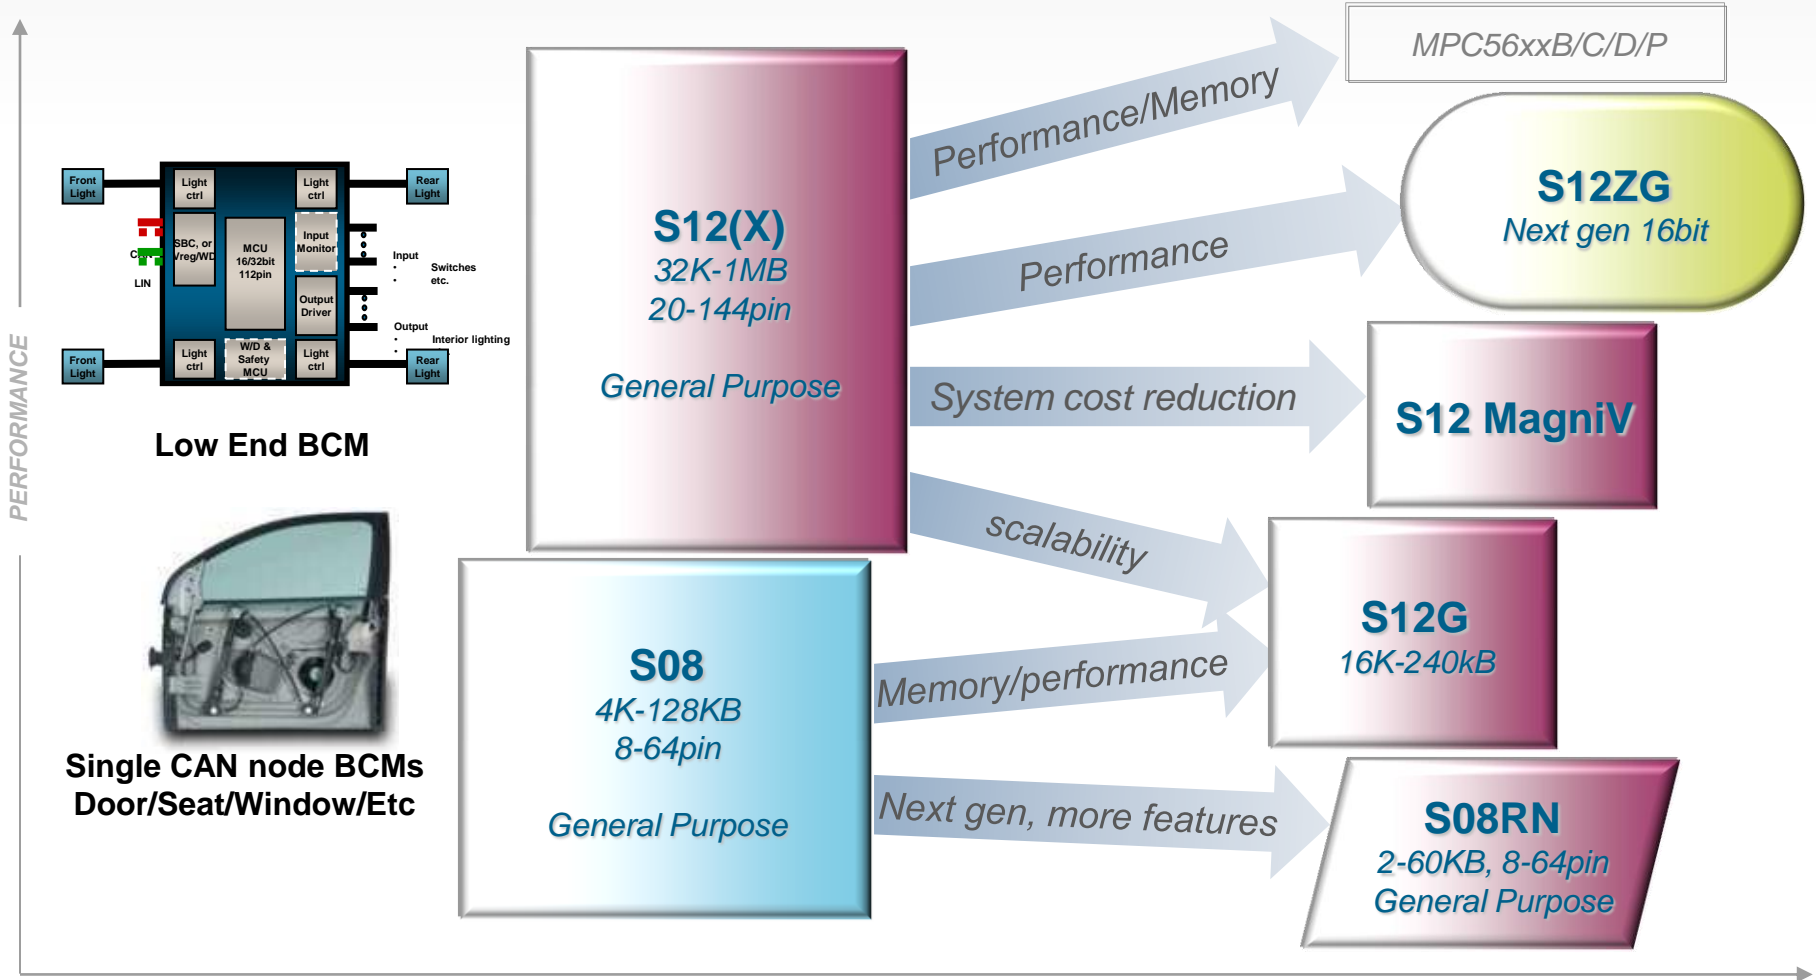 PERFORMANCE
Front
Light
Light
ctrl
Light
ctrl
Rear
Light
SBC, or
Vreg/WD
MCU
16/32bit
112pin
Input
Monitor
LIN
Input
• Switches
• etc.
Output
Driver
Output
• Interior lighting
•
Front
Light
Light
ctrl
W/D &
Safety
MCU
Light
ctrl
Rear
Light
Low End BCM
Single CAN node BCMs
Door/Seat/Window/Etc
S12(X)
32K-1MB
20-144pin
General Purpose
S08
4K-128KB
8-64pin
General Purpose
Performance/Memory
Performance
System cost reduction
scalability
Memory/performance
Next gen, more features
MPC56xxB/C/D/P
S12ZG
Next gen 16bit
S12 MagniV
S12G
16K-240kB
S08RN
2-60KB, 8-64pin
General Purpose